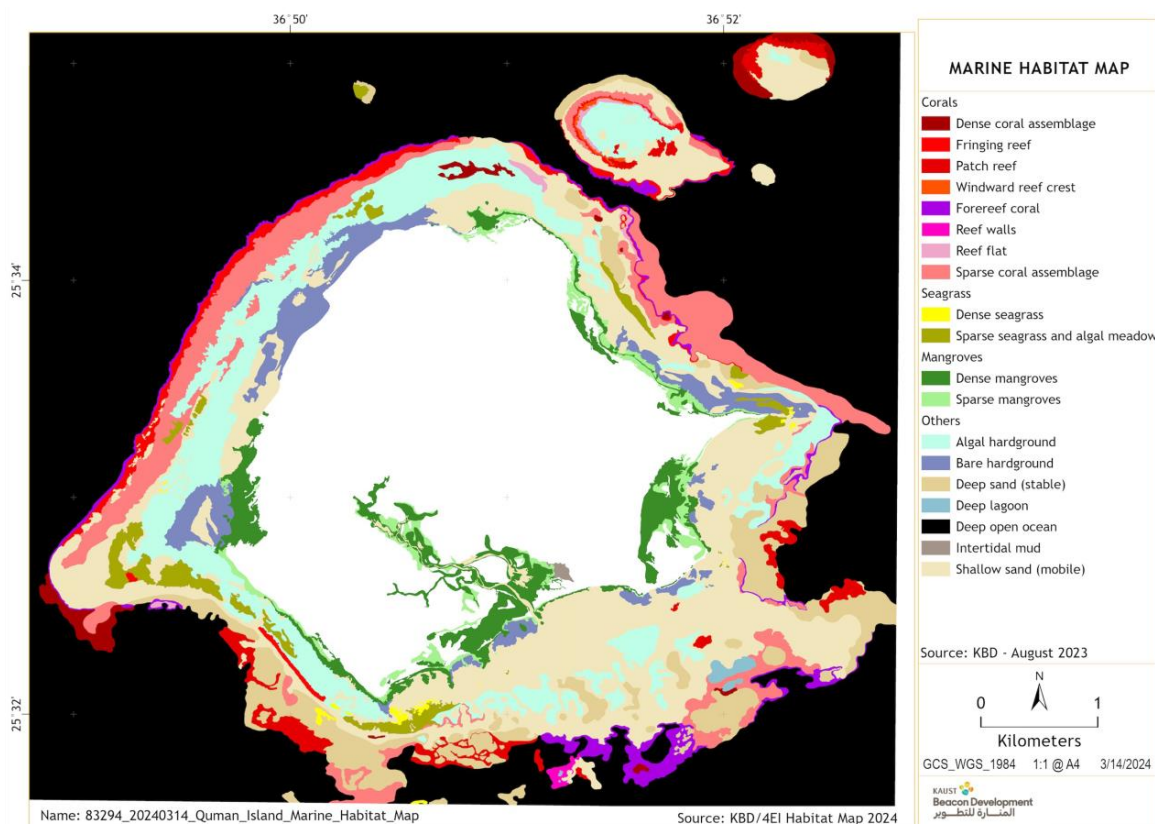 36°50'
36°52'
25°34'
25°32'
MARINE HABITAT MAP
Corals
Dense coral assemblage
Fringing reef
Patch reef
Windward reef crest
Forereef coral
Reef walls
Reef flat
Sparse coral assemblage
Seagrass
Dense seagrass
Sparse seagrass and algal meadow
Mangroves
Dense mangroves
Sparse mangroves
Others
Algal hardground
Bare hardground
Deep sand (stable)
Deep lagoon
Deep open ocean
Intertidal mud
Shallow sand (mobile)
Source: KBD - August 2023
N
0 1
Kilometers
GCS_WGS_1984 1:1 @ A4 3/14/2024
KAUST
Beacon Development
المنارة للتطوير
Name: 83294_20240314_Quman_Island_Marine_Habitat_Map
Source: KBD/4EI Habitat Map 2024